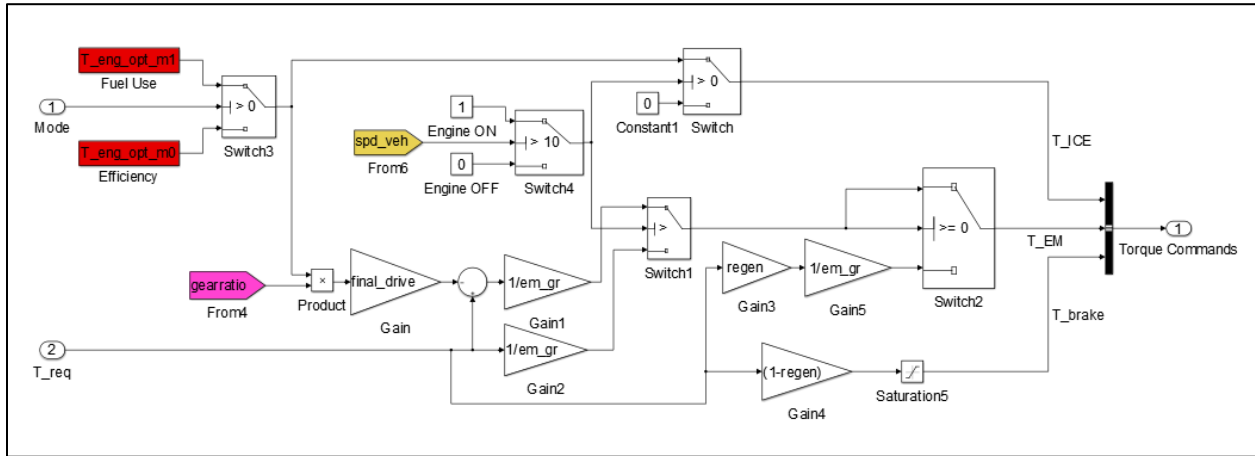 T_eng_opt_m1
Fuel Use
1
Mode
> 0
Switch3
T_eng_opt_m0
Efficiency
1
Engine ON
spd_veh
From6
> 10
0
Engine OFF
Switch4
> 0
0
Constant1
Switch
T_ICE
>
Switch1
>= 0
Switch2
T_EM
1
Torque Commands
gearratio
From4
×
Product
final_drive
Gain
-
+
1/em_gr
Gain1
1/em_gr
Gain2
regen
Gain3
1/em_gr
Gain5
T_brake
2
T_req
(1-regen)
Gain4
Saturation5